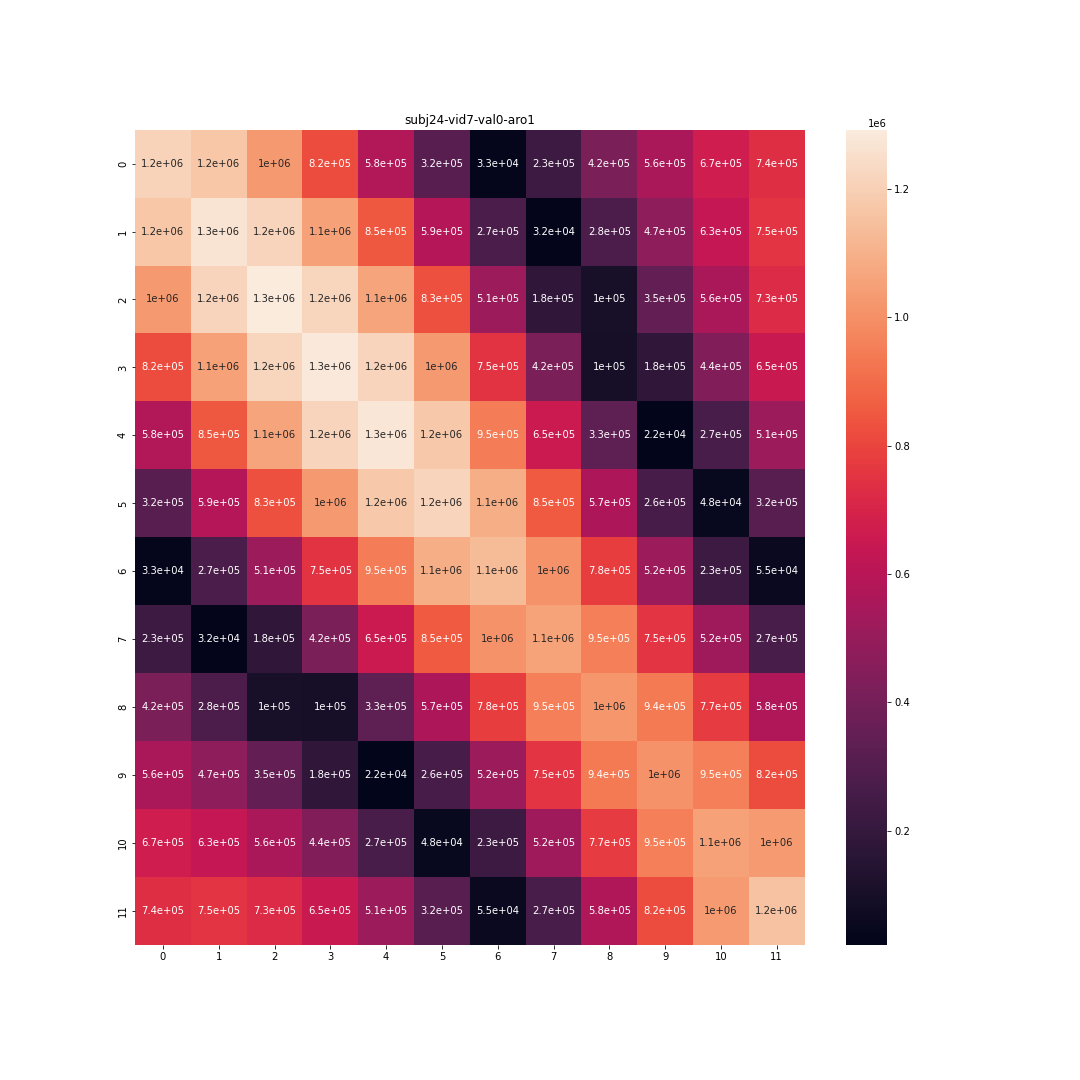 subj24-vid7-val0-aro1
1e6
0 1.2e+06 1.2e+06 1e+06 8.2e+05 5.8e+05 3.2e+05 3.3e+04 2.3e+05 4.2e+05 5.6e+05 6.7e+05 7.4e+05
1.2
1 1.2e+06 1.3e+06 1.2e+06 1.1e+06 8.5e+05 5.9e+05 2.7e+05 3.2e+04 2.8e+05 4.7e+05 6.3e+05 7.5e+05
2 1e+06 1.2e+06 1.3e+06 1.2e+06 1.1e+06 8.3e+05 5.1e+05 1.8e+05 1e+05 3.5e+05 5.6e+05 7.3e+05
1.0
3 8.2e+05 1.1e+06 1.2e+06 1.3e+06 1.2e+06 1e+06 7.5e+05 4.2e+05 1e+05 1.8e+05 4.4e+05 6.5e+05
4 5.8e+05 8.5e+05 1.1e+06 1.2e+06 1.3e+06 1.2e+06 9.5e+05 6.5e+05 3.3e+05 2.2e+04 2.7e+05 5.1e+05
0.8
5 3.2e+05 5.9e+05 8.3e+05 1e+06 1.2e+06 1.2e+06 1.1e+06 8.5e+05 5.7e+05 2.6e+05 4.8e+04 3.2e+05
6 3.3e+04 2.7e+05 5.1e+05 7.5e+05 9.5e+05 1.1e+06 1.1e+06 1e+06 7.8e+05 5.2e+05 2.3e+05 5.5e+04
0.6
7 2.3e+05 3.2e+04 1.8e+05 4.2e+05 6.5e+05 8.5e+05 1e+06 1.1e+06 9.5e+05 7.5e+05 5.2e+05 2.7e+05
0.4
8 4.2e+05 2.8e+05 1e+05 1e+05 3.3e+05 5.7e+05 7.8e+05 9.5e+05 1e+06 9.4e+05 7.7e+05 5.8e+05
9 5.6e+05 4.7e+05 3.5e+05 1.8e+05 2.2e+04 2.6e+05 5.2e+05 7.5e+05 9.4e+05 1e+06 9.5e+05 8.2e+05
0.2
10 6.7e+05 6.3e+05 5.6e+05 4.4e+05 2.7e+05 4.8e+04 2.3e+05 5.2e+05 7.7e+05 9.5e+05 1.1e+06 1e+06
11 7.4e+05 7.5e+05 7.3e+05 6.5e+05 5.1e+05 3.2e+05 5.5e+04 2.7e+05 5.8e+05 8.2e+05 1e+06 1.2e+06
0 1 2 3 4 5 6 7 8 9 10 11